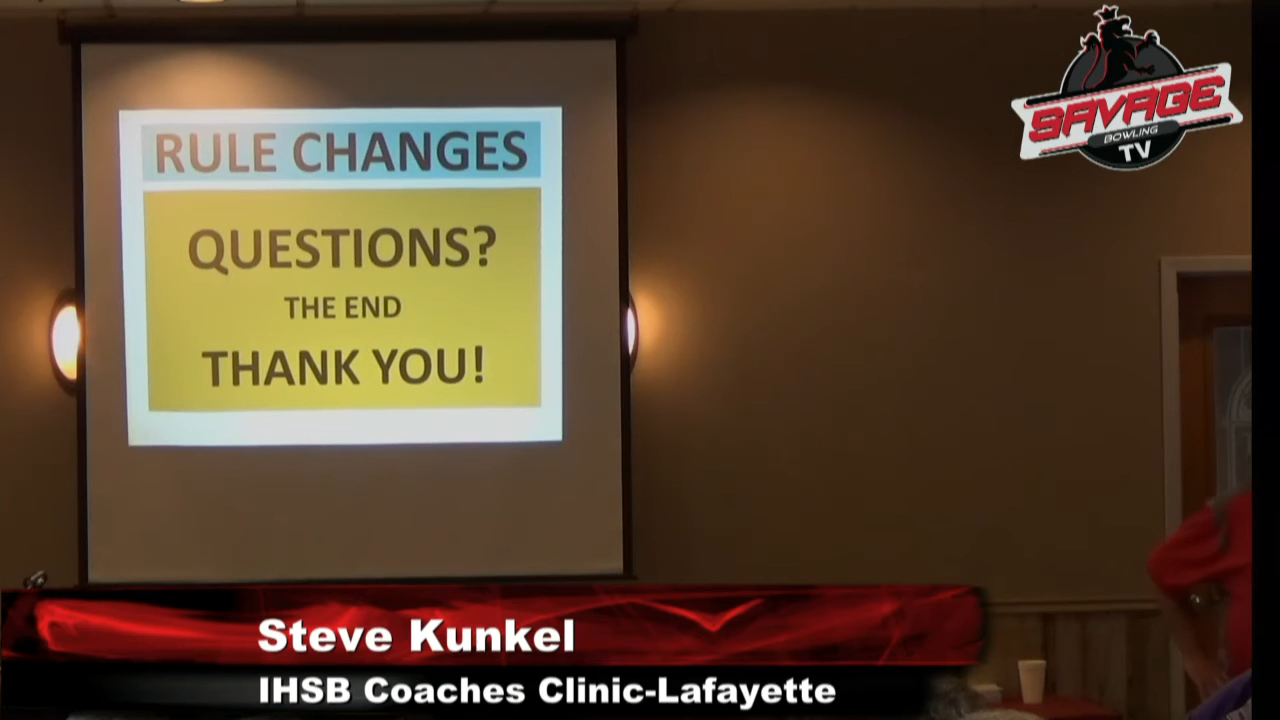 RULE CHANGES
QUESTIONS?
THE END
THANK YOU!
SAVAGE
BOWLING
TV
Steve Kunkel
IHSB Coaches Clinic-Lafayette